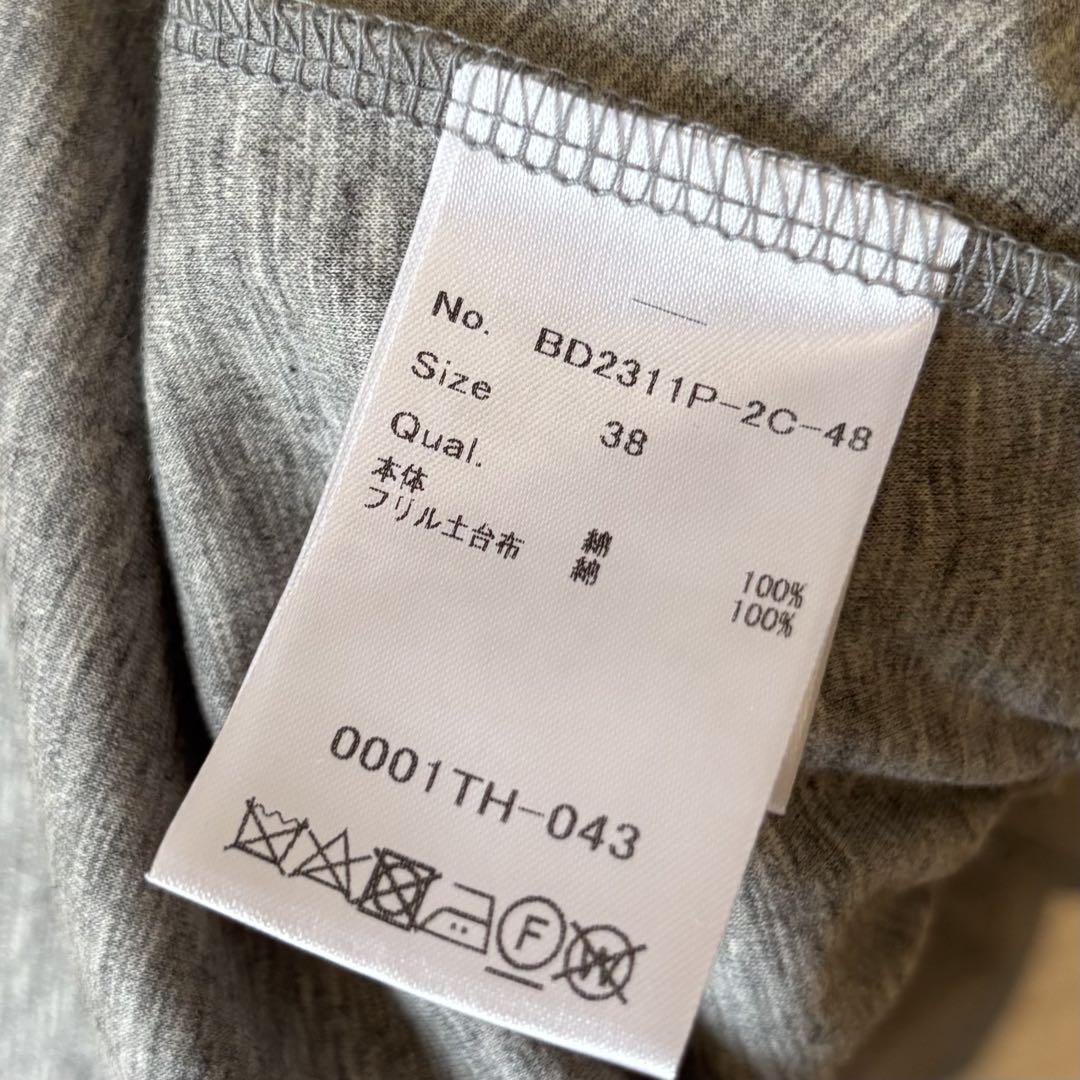 No. BD2311P-2C-48
Size 38
Qual.
本体 綿 100%
フリル土台布 綿 100%
0001TH-043
F W